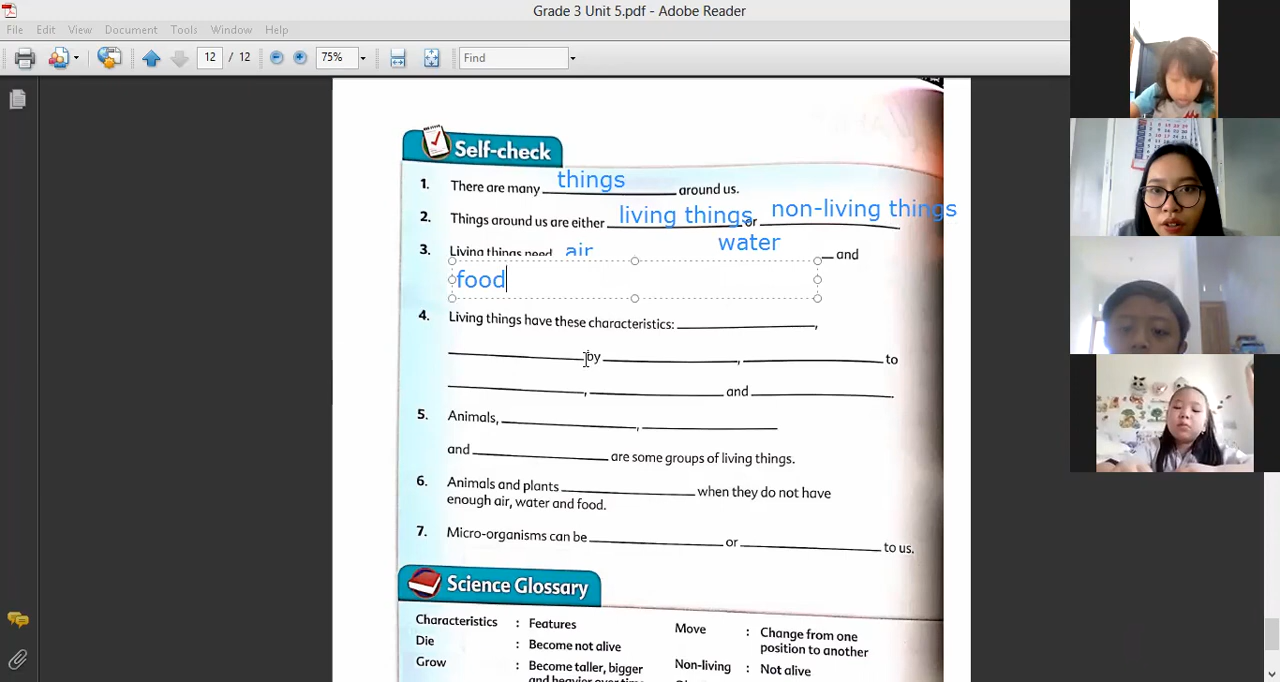 Grade 3 Unit 5.pdf - Adobe Reader
File Edit View Document Tools Window Help
12 / 12 75% Find
Self-check
1. There are many things around us.
2. Things around us are either living things or non-living things
3. Living things need air water and
food
4. Living things have these characteristics: ,
by , to
, and .
5. Animals, ,
and are some groups of living things.
6. Animals and plants when they do not have
enough air, water and food.
7. Micro-organisms can be or to us.
Science Glossary
Characteristics : Features
Die : Become not alive
Grow : Become taller, bigger
and heavier over time
Move : Change from one
position to another
Non-living : Not alive